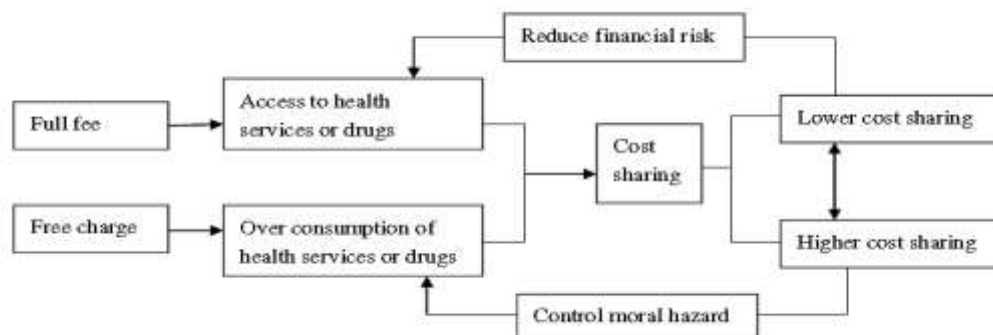 Reduce financial risk
Full fee
Access to health
services or drugs
Cost
sharing
Lower cost sharing
Free charge
Over consumption of
health services or drugs
Higher cost sharing
Control moral hazard